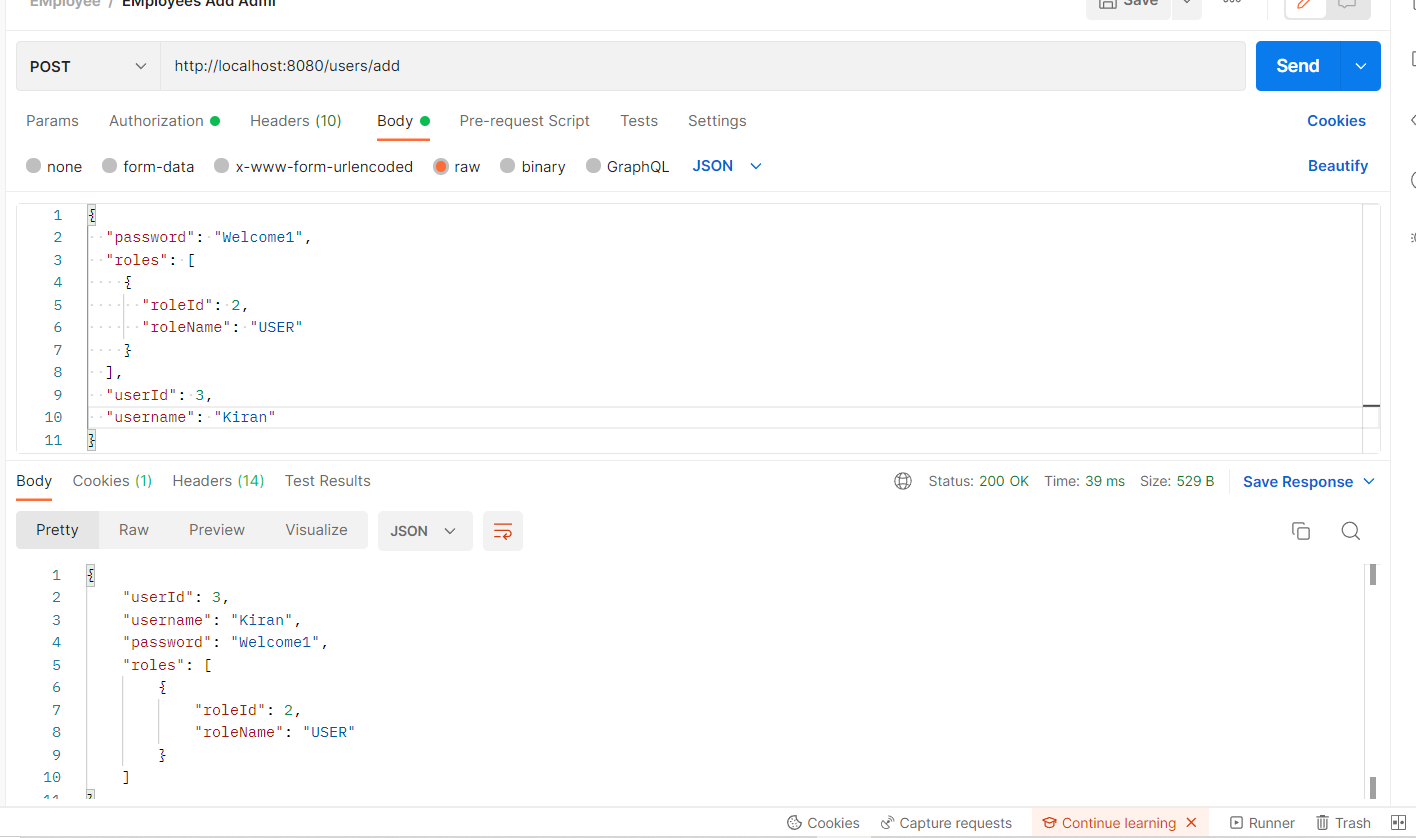 EMployee / EMployees Add Admi
Save
POST http://localhost:8080/users/add Send
Params Authorization Headers (10) Body Pre-request Script Tests Settings Cookies
none form-data x-www-form-urlencoded raw binary GraphQL JSON Beautify
1 {
2 "password": "Welcome1",
3 "roles": [
4 {
5 "roleId": 2,
6 "roleName": "USER"
7 }
8 ],
9 "userId": 3,
10 "username": "Kiran"
11 }
Body Cookies (1) Headers (14) Test Results Status: 200 OK Time: 39 ms Size: 529 B Save Response
Pretty Raw Preview Visualize JSON
1 {
2 "userId": 3,
3 "username": "Kiran",
4 "password": "Welcome1",
5 "roles": [
6 {
7 "roleId": 2,
8 "roleName": "USER"
9 }
10 ]
11 }
Cookies Capture requests Continue learning Runner Trash